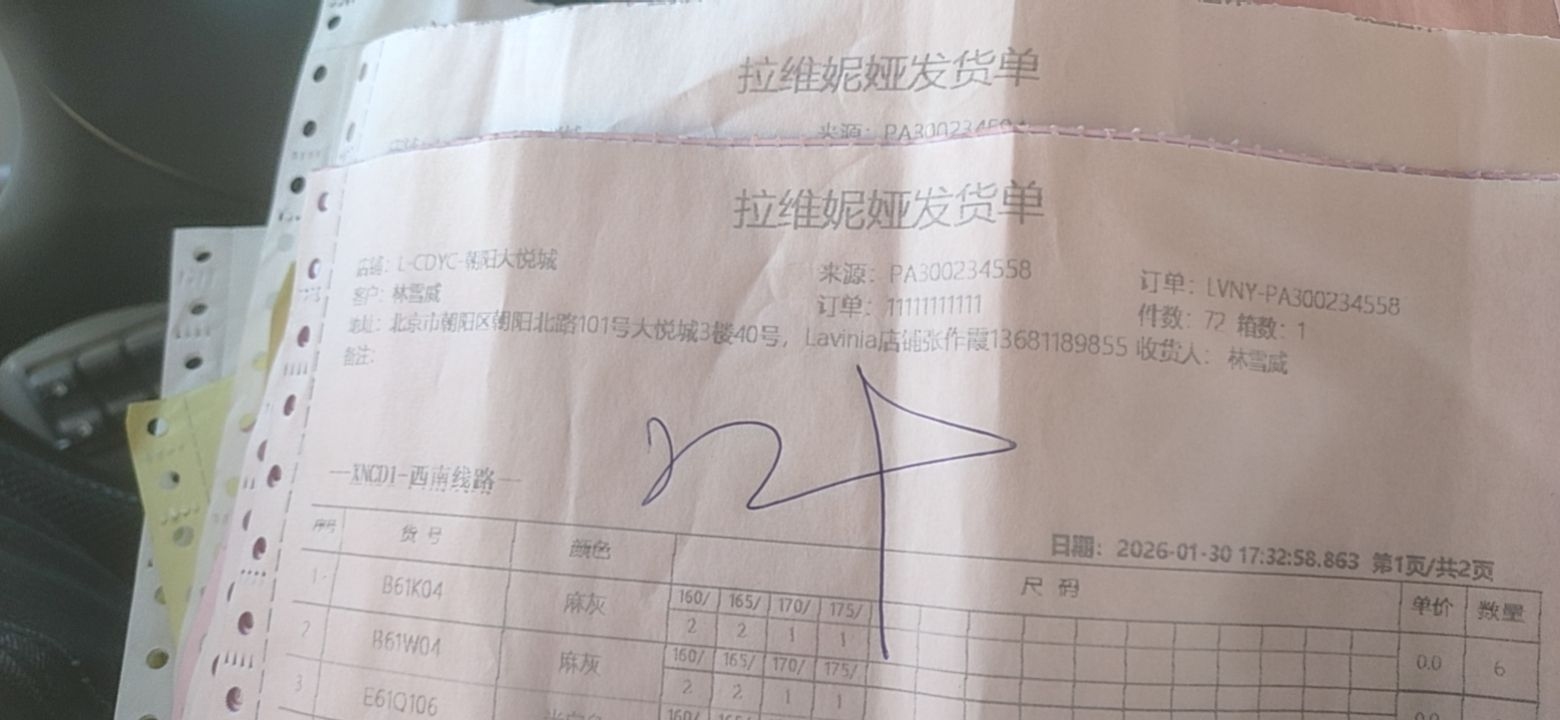 拉维妮娅发货单
来源：PA300234
拉维妮娅发货单
店铺：L-CDYC-朝阳大悦城
来源：PA300234558
订单：LVNY-PA300234558
客户：林雪威
订单：11111111111
件数：72 箱数：1
地址：北京市朝阳区朝阳北路101号大悦城3楼40号，Lavinia店铺张作霞13681189855 收货人：林雪威
备注：
—XNCD1-西南线路—
日期：2026-01-30 17:32:58.863 第1页/共2页
序号 货号 颜色 尺码 单价 数量
1 B61K04 麻灰 160/ 165/ 170/ 175/
2 2 1 1 0.0 6
2 B61W04 麻灰 160/ 165/ 170/ 175/
2 2 1 1
3 E61Q106